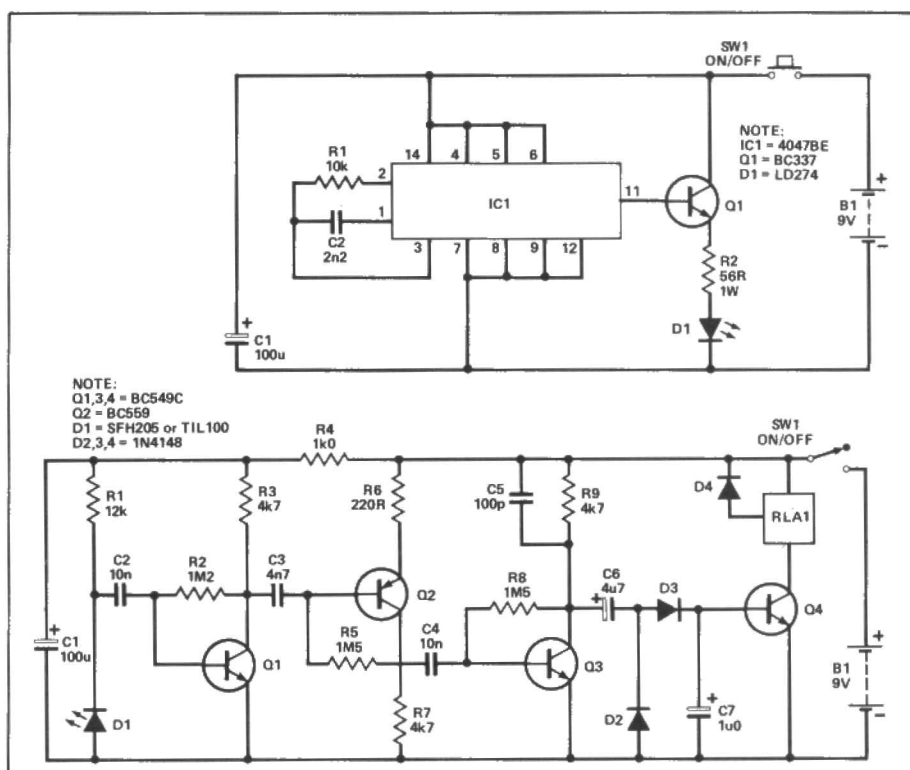 SW1
ON/OFF
NOTE:
IC1 = 4047BE
Q1 = BC337
D1 = LD274
R1
10k
2
14
4
5
6
IC1
11
Q1
1
C2
2n2
3
7
8
9
12
R2
56R
1W
D1
+
B1
9V
−
+
C1
100u
NOTE:
Q1,3,4 = BC549C
Q2 = BC559
D1 = SFH205 or TIL100
D2,3,4 = 1N4148
R4
1k0
SW1
ON/OFF
R1
12k
R3
4k7
R6
220R
C5
100p
R9
4k7
D4
RLA1
C2
10n
R2
1M2
C3
4n7
Q2
R8
1M5
C6
4u7
+
D3
Q4
R5
1M5
C4
10n
Q1
Q3
+
C1
100u
D1
R7
4k7
D2
+
C7
1u0
+
B1
9V
−